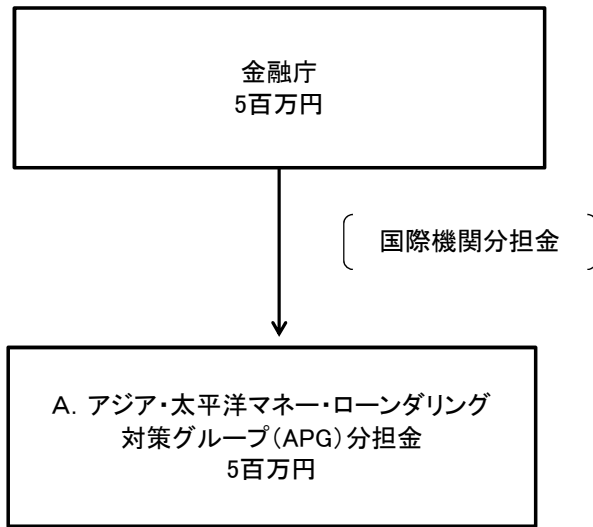 金融庁
5百万円
国際機関分担金
A．アジア・太平洋マネー・ローンダリング
対策グループ（APG）分担金
5百万円